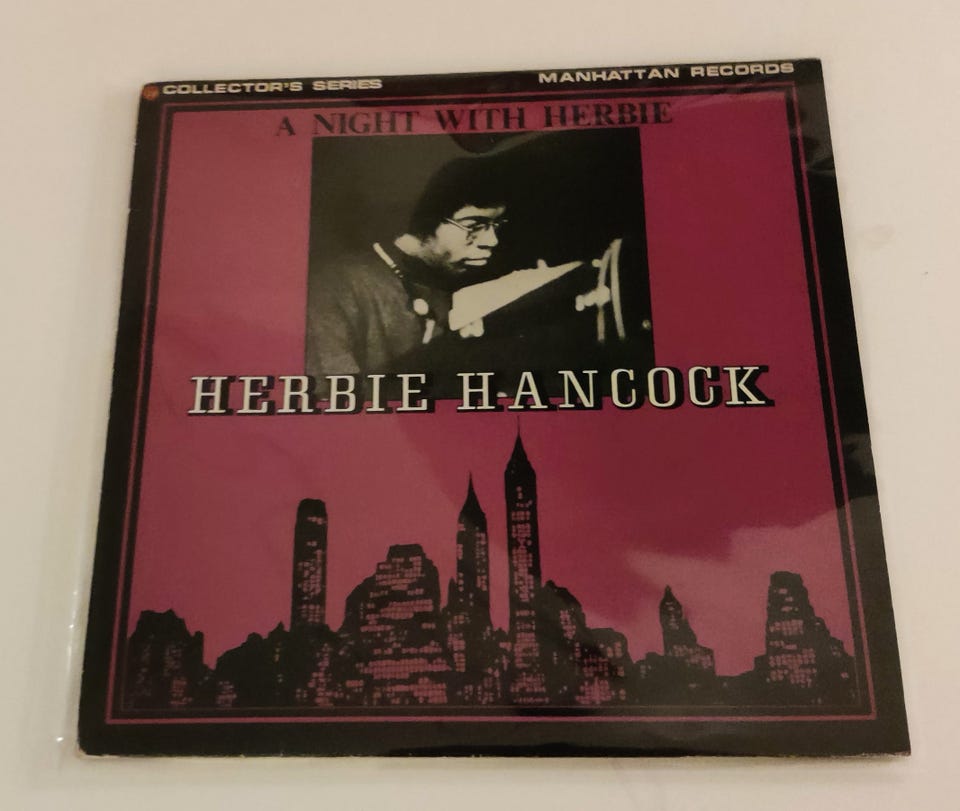 COLLECTOR'S SERIES MANHATTAN RECORDS
A NIGHT WITH HERBIE
HERBIE HANCOCK